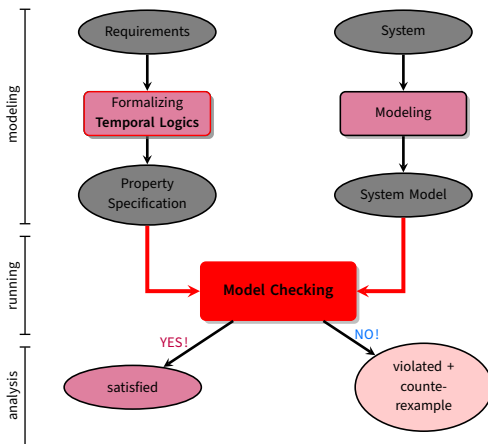 Requirements
System
modeling
Formalizing
Temporal Logics
Modeling
Property
Specification
System Model
running
Model Checking
YES!
NO!
analysis
satisfied
violated +
counte-
rexample